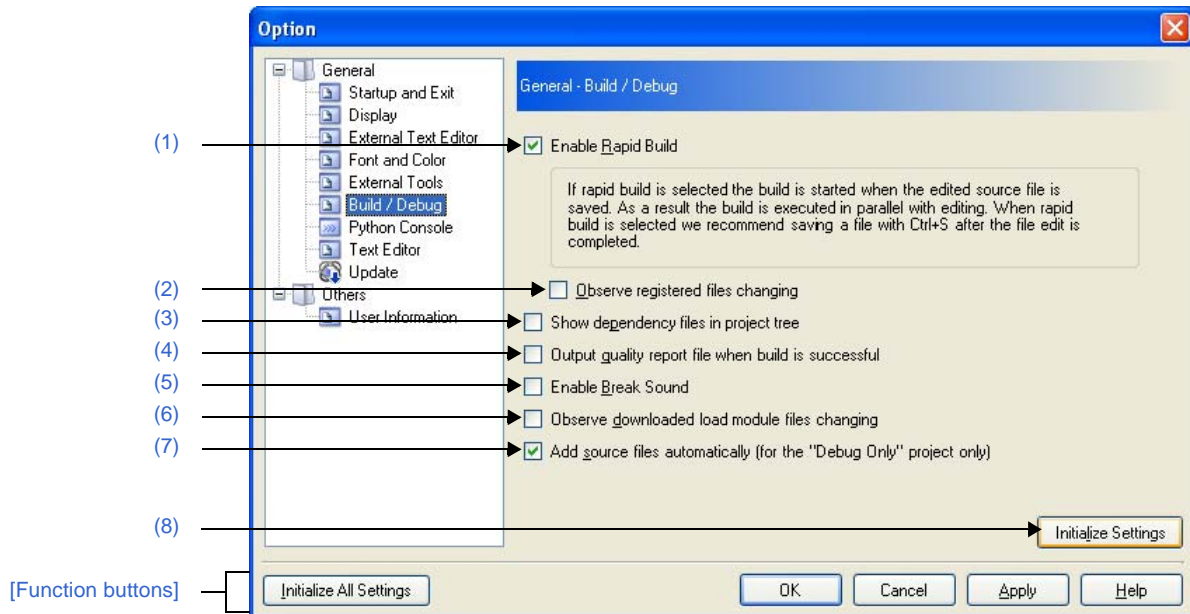 Option
General
Startup and Exit
Display
External Text Editor
Font and Color
External Tools
Build / Debug
Python Console
Text Editor
Update
Others
User Information
General - Build / Debug
(1)
Enable Rapid Build
If rapid build is selected the build is started when the edited source file is
saved. As a result the build is executed in parallel with editing. When rapid
build is selected we recommend saving a file with Ctrl+S after the file edit is
completed.
(2)
Observe registered files changing
(3)
Show dependency files in project tree
(4)
Output quality report file when build is successful
(5)
Enable Break Sound
(6)
Observe downloaded load module files changing
(7)
Add source files automatically (for the "Debug Only" project only)
(8)
Initialize Settings
[Function buttons]
Initialize All Settings
OK
Cancel
Apply
Help